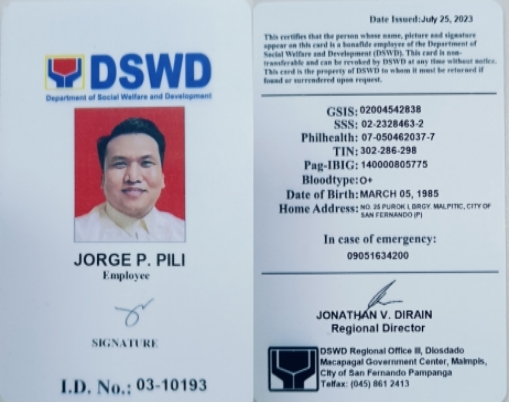 DSWD
Department of Social Welfare and Development
JORGE P. PILI
Employee
SIGNATURE
I.D. No.: 03-10193
Date Issued: July 25, 2023
This certifies that the person whose name, picture and signature
appear on this card is a bonafide employee of the Department of
Social Welfare and Development (DSWD). This card is non-
transferable and can be revoked by DSWD at any time without notice.
This card is the property of DSWD to whom it must be returned if
found or surrendered upon request.
GSIS: 02004542838
SSS: 02-2328463-2
Philhealth: 07-050462037-7
TIN: 302-286-298
Pag-IBIG: 140000805775
Bloodtype: O+
Date of Birth: MARCH 05, 1985
Home Address: NO. 25 PUROK I, BRGY. MALPITIC, CITY OF
SAN FERNANDO (P)
In case of emergency:
09051634200
JONATHAN V. DIRAIN
Regional Director
DSWD Regional Office III, Diosdado
Macapagal Government Center, Maimpis,
City of San Fernando Pampanga
Telfax: (045) 861 2413